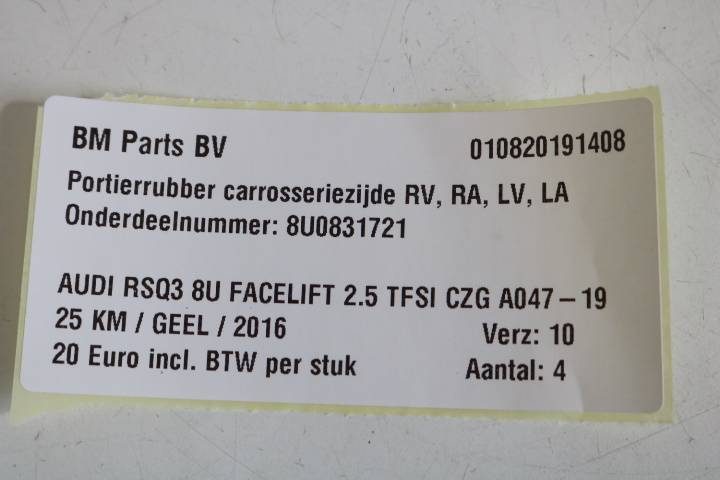 BM Parts BV 010820191408
Portierrubber carrosseriezijde RV, RA, LV, LA
Onderdeelnummer: 8U0831721
AUDI RSQ3 8U FACELIFT 2.5 TFSI CZG A047-19
25 KM / GEEL / 2016 Verz: 10
20 Euro incl. BTW per stuk Aantal: 4